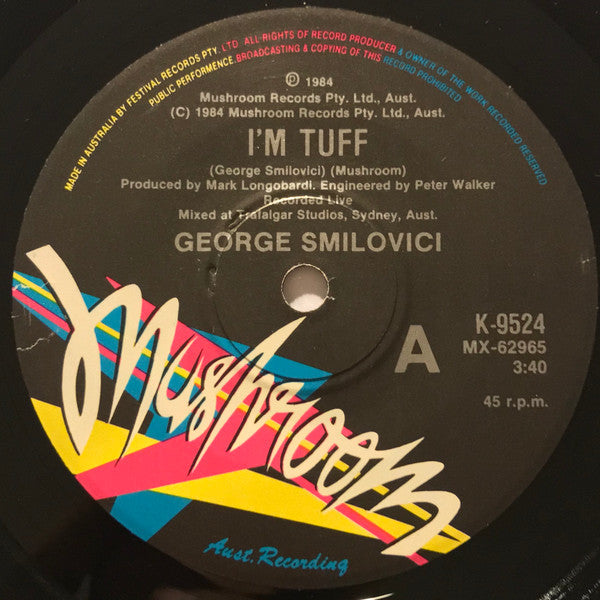 MADE IN AUSTRALIA BY FESTIVAL RECORDS PTY. LTD ALL RIGHTS OF RECORD PRODUCER & OWNER OF THE WORK RECORDED RESERVED
PUBLIC PERFORMENCE. BROADCASTING & COPYING OF THIS RECORD PROHIBITED
℗ 1984
Mushroom Records Pty. Ltd., Aust.
(C) 1984 Mushroom Records Pty. Ltd., Aust.
I'M TUFF
(George Smilovici) (Mushroom)
Produced by Mark Longobardi. Engineered by Peter Walker
Recorded Live
Mixed at Trafalgar Studios, Sydney, Aust.
GEORGE SMILOVICI
A
K-9524
MX-62965
3:40
45 r.p.m.
Mushroom
Aust. Recording